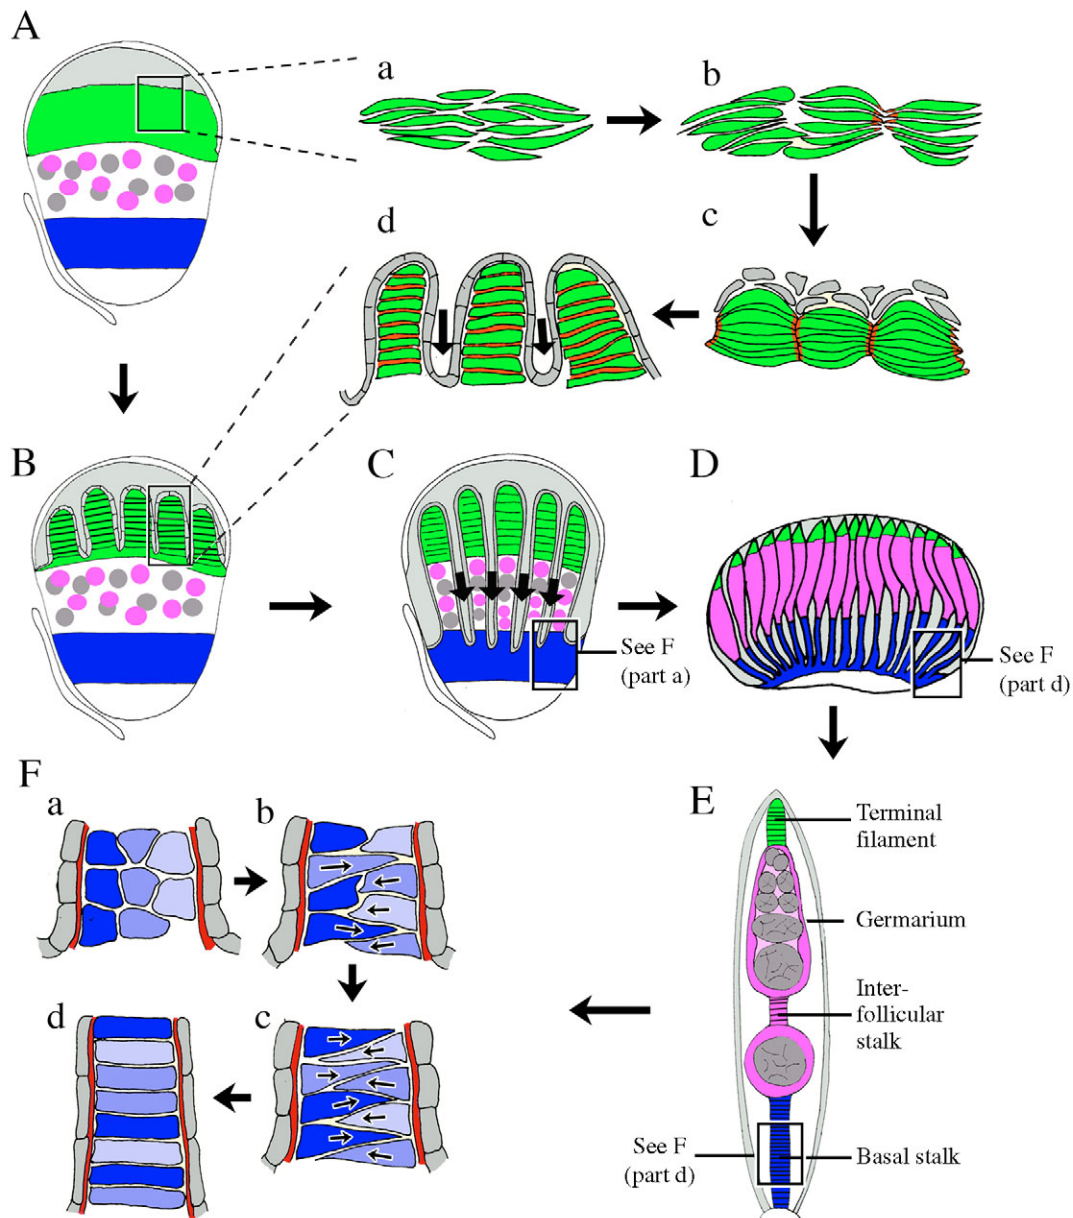 A
a
b
d
c
B
C
D
See F
(part a)
See F
(part d)
F
a
b
d
c
E
Terminal
filament
Germarium
Inter-
follicular
stalk
See F
(part d)
Basal stalk